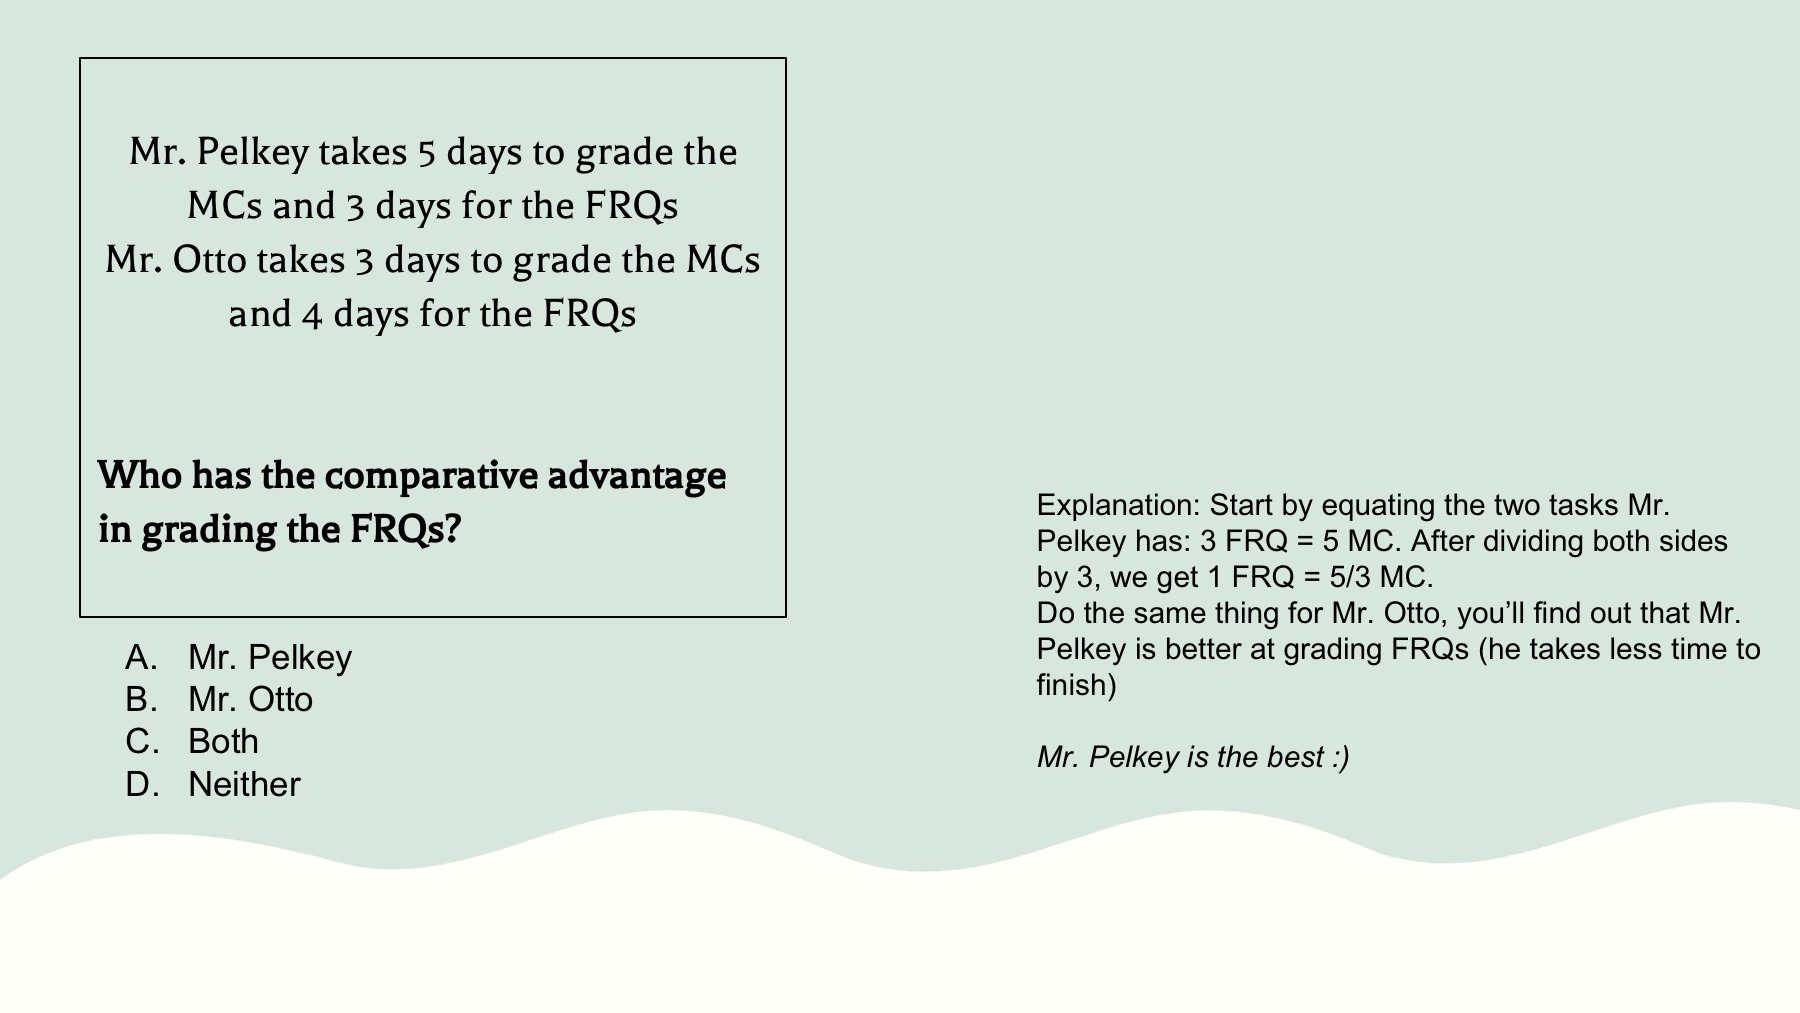 Mr. Pelkey takes 5 days to grade the
MCs and 3 days for the FRQs
Mr. Otto takes 3 days to grade the MCs
and 4 days for the FRQs
Who has the comparative advantage
in grading the FRQs?
A. Mr. Pelkey
B. Mr. Otto
C. Both
D. Neither
Explanation: Start by equating the two tasks Mr.
Pelkey has: 3 FRQ = 5 MC. After dividing both sides
by 3, we get 1 FRQ = 5/3 MC.
Do the same thing for Mr. Otto, you’ll find out that Mr.
Pelkey is better at grading FRQs (he takes less time to
finish)
Mr. Pelkey is the best :)